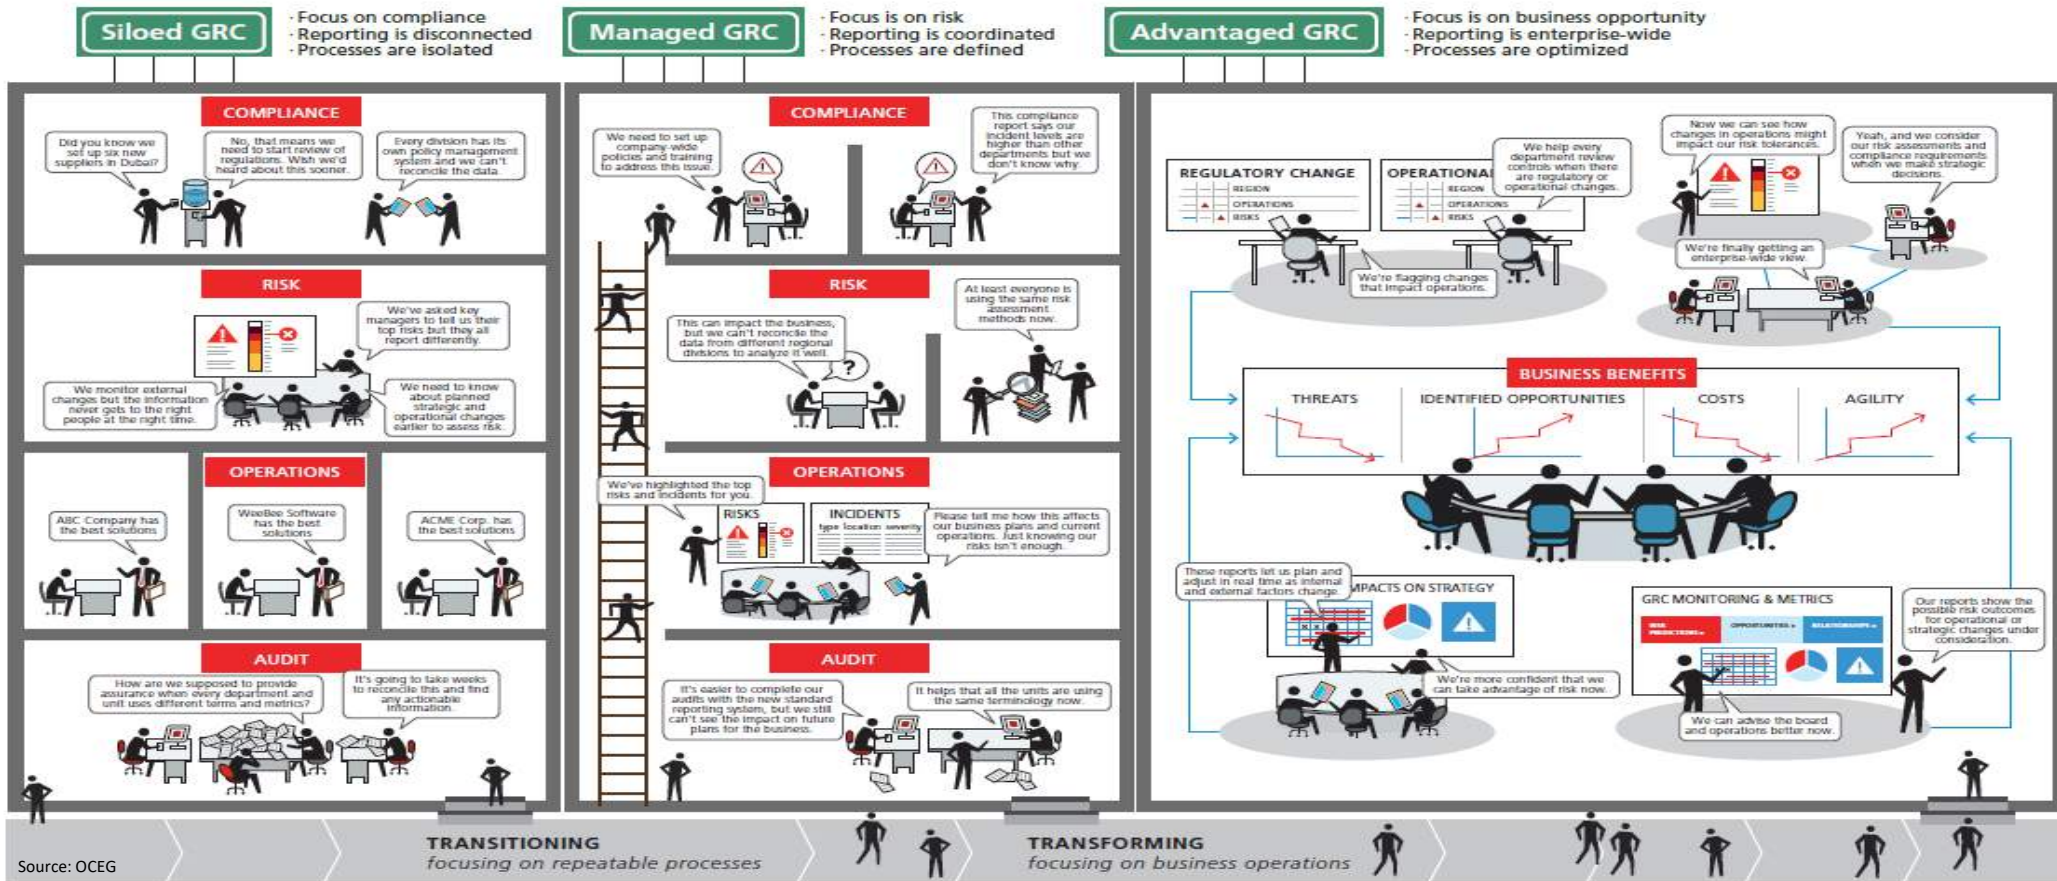 Siloed GRC
· Focus on compliance
· Reporting is disconnected
· Processes are isolated
Managed GRC
· Focus is on risk
· Reporting is coordinated
· Processes are defined
Advantaged GRC
· Focus is on business opportunity
· Reporting is enterprise-wide
· Processes are optimized
COMPLIANCE
Did you know we
set up six new
suppliers in Dubai?
No, that means we
need to start review of
regulations. Wish we'd
heard about this sooner.
Every division has its
own policy management
system and we can't
reconcile the data.
RISK
We've asked key
managers to tell us their
top risks but they all
report differently.
We monitor external
changes but the information
never gets to the right
people at the right time.
We need to know
about planned
strategic and
operational changes
earlier to assess risk.
OPERATIONS
ABC Company has
the best solutions
WeeBee Software
has the best
solutions
ACME Corp. has
the best solutions
AUDIT
How are we supposed to provide
assurance when every department and
unit uses different terms and metrics?
It's going to take weeks
to reconcile this and find
any actionable
information.
COMPLIANCE
We need to set up
company-wide
policies and training
to address this issue.
This compliance
report says our
incident levels are
higher than other
departments but we
don't know why.
RISK
This can impact the business,
but we can't reconcile the
data from different regional
divisions to analyze it well.
?
At least everyone is
using the same risk
assessment
methods now.
OPERATIONS
We've highlighted the top
risks and incidents for you.
RISKS
INCIDENTS
type location severity
Please tell me how this affects
our business plans and current
operations. Just knowing our
risks isn't enough.
AUDIT
It's easier to complete our
audits with the new standard
reporting system, but we still
can't see the impact on future
plans for the business.
It helps that all the units are using
the same terminology now.
REGULATORY CHANGE
REGION
OPERATIONS
RISKS
OPERATIONA
REGION
OPERATIONS
RISKS
We help every
department review
controls when there
are regulatory or
operational changes.
We're flagging changes
that impact operations.
Now we can see how
changes in operations might
impact our risk tolerances.
Yeah, and we consider
our risk assessments and
compliance requirements
when we make strategic
decisions.
We're finally getting an
enterprise-wide view.
BUSINESS BENEFITS
THREATS
IDENTIFIED OPPORTUNITIES
COSTS
AGILITY
These reports let us plan and
adjust in real time as internal
and external factors change.
MPACTS ON STRATEGY
We're more confident that we
can take advantage of risk now.
GRC MONITORING & METRICS
RISK
PREDICTIONS
OPPORTUNITIES
RELATIONSHIPS
Our reports show the
possible risk outcomes
for operational or
strategic changes under
consideration.
We can advise the board
and operations better now.
TRANSITIONING
focusing on repeatable processes
TRANSFORMING
focusing on business operations
Source: OCEG